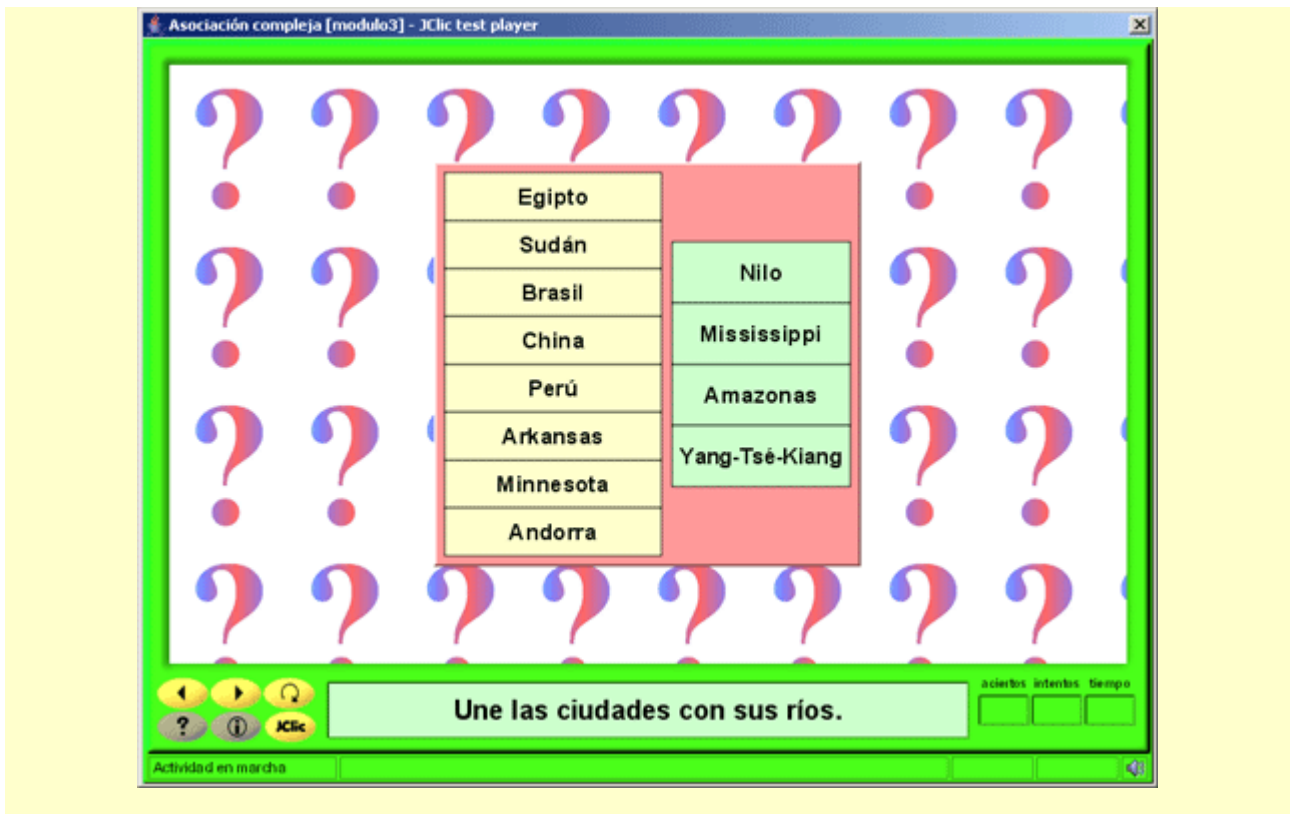 Asociación compleja [modulo3] - JClic test player
Egipto
Sudán
Brasil
China
Perú
Arkansas
Minnesota
Andorra
Nilo
Mississippi
Amazonas
Yang-Tsé-Kiang
? JClic
Une las ciudades con sus ríos.
aciertos intentos tiempo
Actividad en marcha